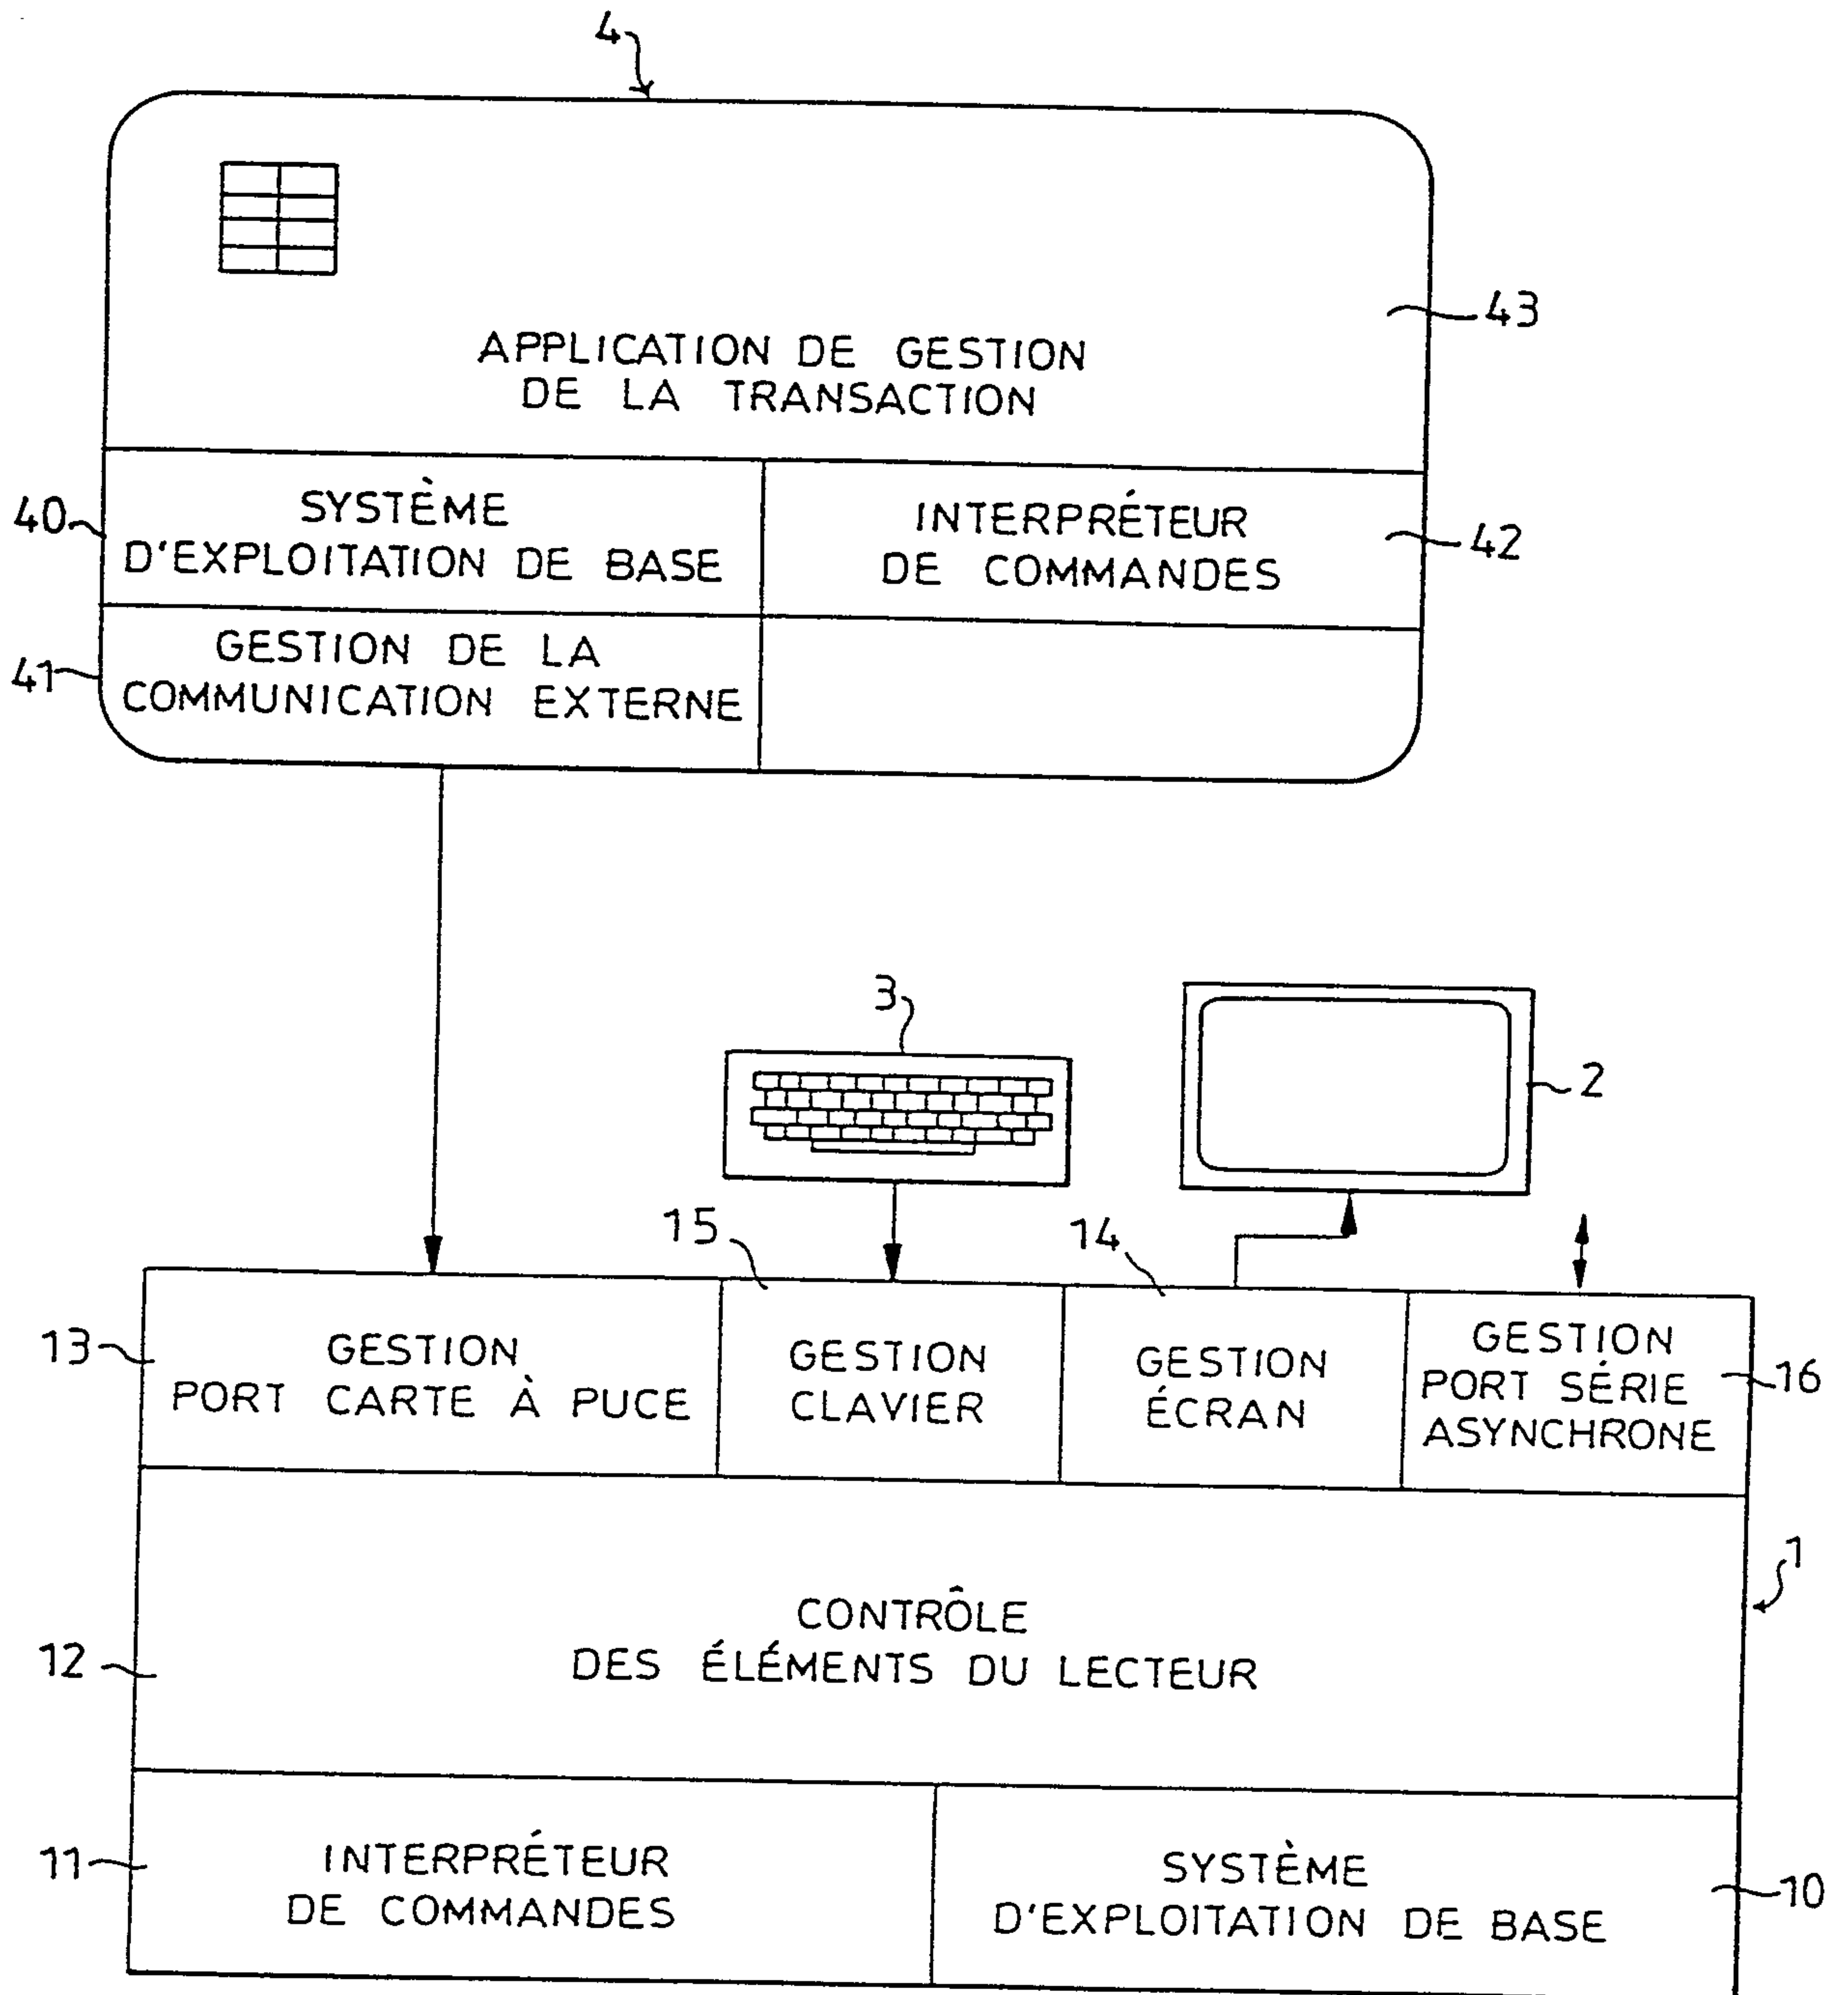 4
APPLICATION DE GESTION
DE LA TRANSACTION
43
40
SYSTÈME
D'EXPLOITATION DE BASE
INTERPRÉTEUR
DE COMMANDES
42
41
GESTION DE LA
COMMUNICATION EXTERNE
3
2
15
14
13
GESTION
PORT CARTE À PUCE
GESTION
CLAVIER
GESTION
ÉCRAN
GESTION
PORT SÉRIE
ASYNCHRONE
16
1
CONTRÔLE
DES ÉLÉMENTS DU LECTEUR
12
11
INTERPRÉTEUR
DE COMMANDES
SYSTÈME
D'EXPLOITATION DE BASE
10